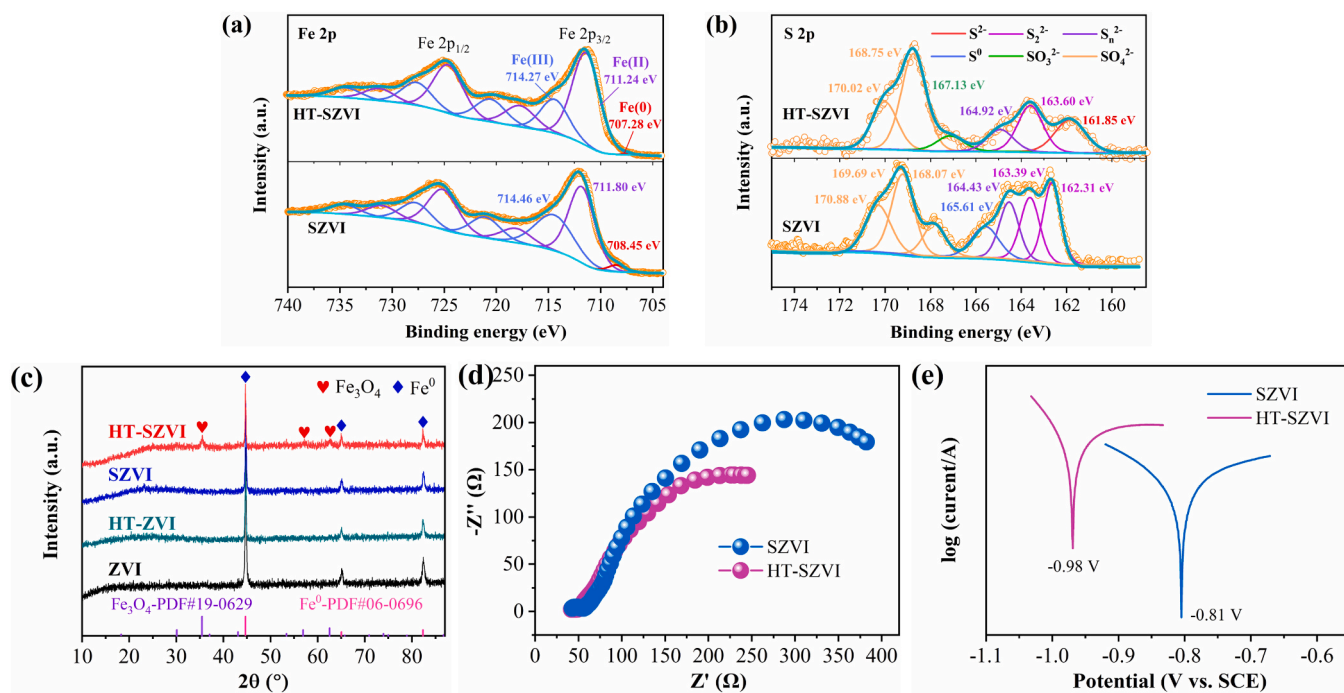 (a)
Fe 2p
Fe 2p1/2
Fe 2p3/2
Fe(III)
714.27 eV
Fe(II)
711.24 eV
Fe(0)
707.28 eV
HT-SZVI
714.46 eV
711.80 eV
708.45 eV
SZVI
Intensity (a.u.)
740 735 730 725 720 715 710 705
Binding energy (eV)
(b)
S 2p
S2- S22- Sn2-
S0 SO32- SO42-
168.75 eV
170.02 eV
167.13 eV
164.92 eV
163.60 eV
161.85 eV
HT-SZVI
169.69 eV
168.07 eV
170.88 eV
164.43 eV
163.39 eV
165.61 eV
162.31 eV
SZVI
Intensity (a.u.)
174 172 170 168 166 164 162 160
Binding energy (eV)
(c)
Fe3O4 Fe0
HT-SZVI
SZVI
HT-ZVI
ZVI
Fe3O4-PDF#19-0629 Fe0-PDF#06-0696
Intensity (a.u.)
10 20 30 40 50 60 70 80
2θ (°)
(d)
250
200
150
100
50
0
-Z'' (Ω)
SZVI
HT-SZVI
0 50 100 150 200 250 300 350 400
Z' (Ω)
(e)
SZVI
HT-SZVI
-0.98 V
-0.81 V
log (curent/A)
-1.1 -1.0 -0.9 -0.8 -0.7 -0.6
Potential (V vs. SCE)